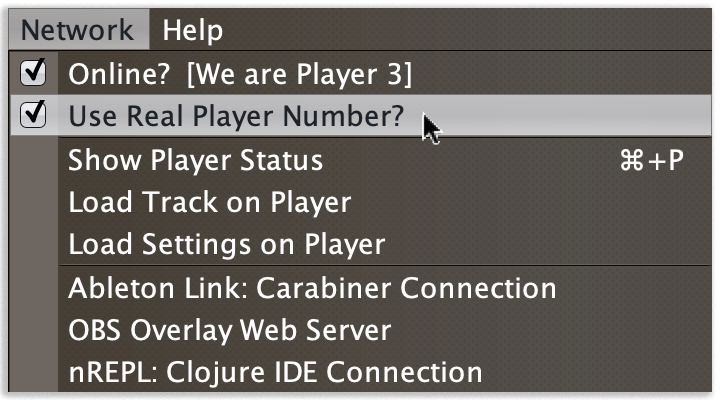 Network Help
Online? [We are Player 3]
Use Real Player Number?
Show Player Status ⌘+P
Load Track on Player
Load Settings on Player
Ableton Link: Carabiner Connection
OBS Overlay Web Server
nREPL: Clojure IDE Connection